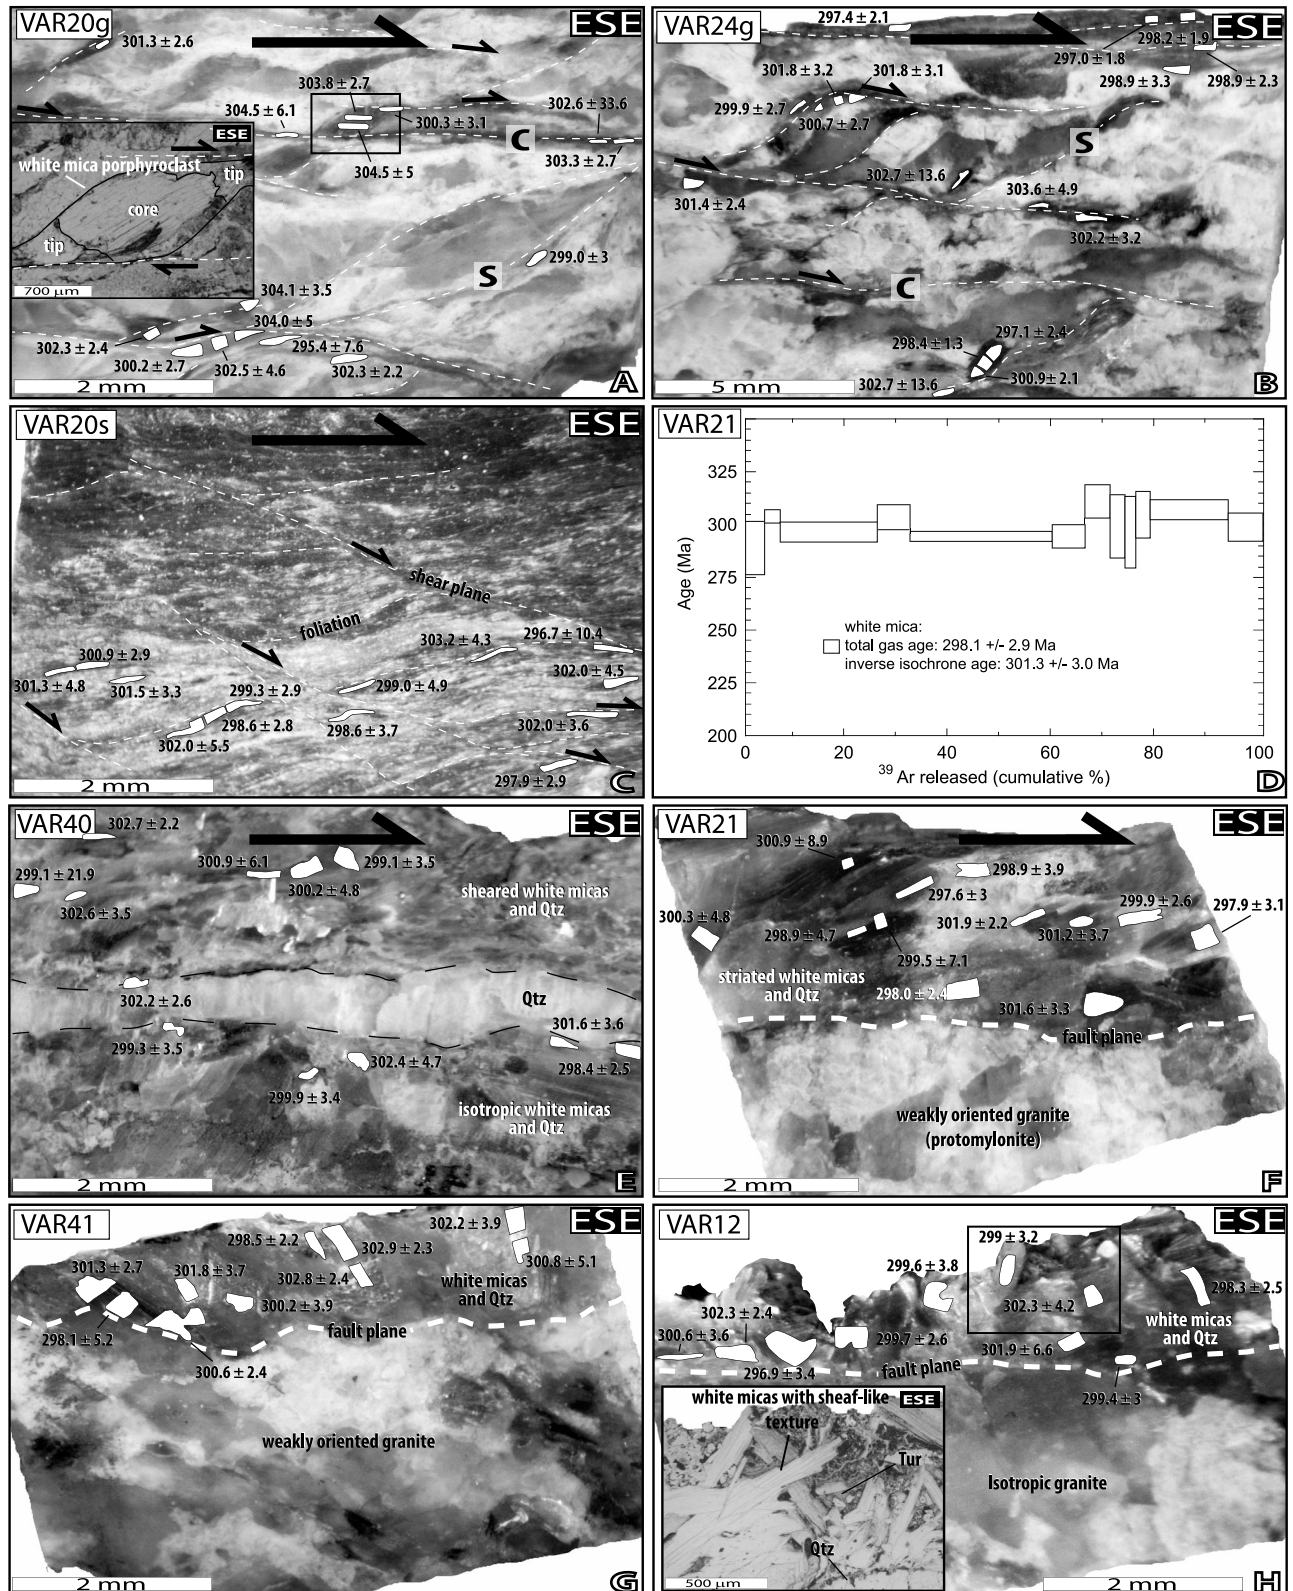 VAR20g
ESE
301.3 ± 2.6
303.8 ± 2.7
304.5 ± 6.1
300.3 ± 3.1
302.6 ± 33.6
C
303.3 ± 2.7
304.5 ± 5
ESE
white mica porphyroclast
tip
core
tip
700 µm
S
299.0 ± 3
304.1 ± 3.5
304.0 ± 5
302.3 ± 2.4
295.4 ± 7.6
300.2 ± 2.7
302.5 ± 4.6
302.3 ± 2.2
2 mm
A
VAR24g
ESE
297.4 ± 2.1
298.2 ± 1.9
297.0 ± 1.8
298.9 ± 3.3
298.9 ± 2.3
301.8 ± 3.2
301.8 ± 3.1
299.9 ± 2.7
300.7 ± 2.7
S
302.7 ± 13.6
303.6 ± 4.9
301.4 ± 2.4
302.2 ± 3.2
C
297.1 ± 2.4
298.4 ± 1.3
300.9 ± 2.1
302.7 ± 13.6
5 mm
B
VAR20s
ESE
shear plane
foliation
303.2 ± 4.3
296.7 ± 10.4
300.9 ± 2.9
301.3 ± 4.8
301.5 ± 3.3
299.3 ± 2.9
299.0 ± 4.9
302.0 ± 4.5
298.6 ± 2.8
298.6 ± 3.7
302.0 ± 3.6
302.0 ± 5.5
297.9 ± 2.9
2 mm
C
VAR21
325
300
275
250
225
200
Age (Ma)
white mica:
total gas age: 298.1 +/- 2.9 Ma
inverse isochrone age: 301.3 +/- 3.0 Ma
0 20 40 60 80 100
39 Ar released (cumulative %)
D
VAR40
ESE
302.7 ± 2.2
300.9 ± 6.1
299.1 ± 3.5
299.1 ± 21.9
300.2 ± 4.8
302.6 ± 3.5
sheared white micas
and Qtz
302.2 ± 2.6
Qtz
299.3 ± 3.5
301.6 ± 3.6
302.4 ± 4.7
298.4 ± 2.5
299.9 ± 3.4
isotropic white micas
and Qtz
2 mm
E
VAR21
ESE
300.9 ± 8.9
298.9 ± 3.9
297.6 ± 3
299.9 ± 2.6
297.9 ± 3.1
300.3 ± 4.8
301.9 ± 2.2
298.9 ± 4.7
301.2 ± 3.7
299.5 ± 7.1
striated white micas
and Qtz
298.0 ± 2.4
301.6 ± 3.3
fault plane
weakly oriented granite
(protomylonite)
2 mm
F
VAR41
ESE
298.5 ± 2.2
302.2 ± 3.9
302.9 ± 2.3
300.8 ± 5.1
301.3 ± 2.7
301.8 ± 3.7
302.8 ± 2.4
white micas
and Qtz
300.2 ± 3.9
fault plane
298.1 ± 5.2
300.6 ± 2.4
weakly oriented granite
2 mm
G
VAR12
ESE
299 ± 3.2
299.6 ± 3.8
298.3 ± 2.5
302.3 ± 4.2
302.3 ± 2.4
white micas
and Qtz
300.6 ± 3.6
299.7 ± 2.6
301.9 ± 6.6
296.9 ± 3.4
fault plane
299.4 ± 3
white micas with sheaf-like
texture
ESE
Tur
Qtz
500 µm
Isotropic granite
2 mm
H